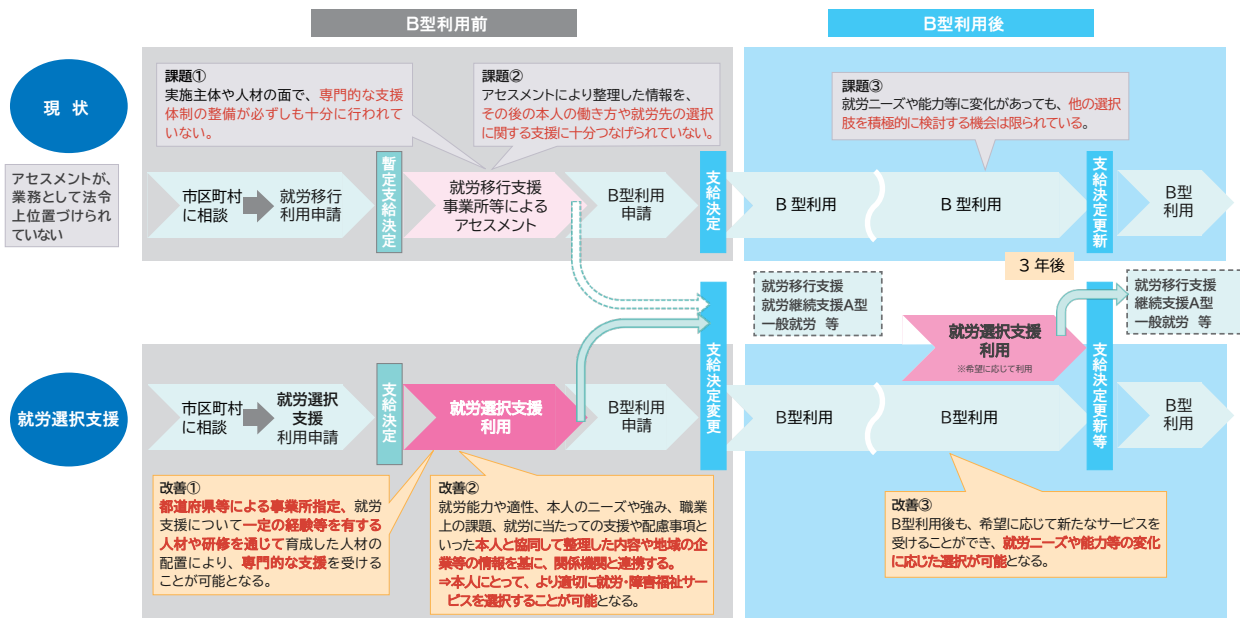 B型利用前
B型利用後
現 状
課題①
実施主体や人材の面で、専門的な支援
体制の整備が必ずしも十分に行われて
いない。
課題②
アセスメントにより整理した情報を、
その後の本人の働き方や就労先の選択
に関する支援に十分つなげられていない。
課題③
就労ニーズや能力等に変化があっても、他の選択
肢を積極的に検討する機会は限られている。
アセスメントが、
業務として法令
上位置づけられ
ていない
市区町村
に相談
就労移行
利用申請
暫定支給決定
就労移行支援
事業所等による
アセスメント
B型利用
申請
支給決定
B 型利用
B 型利用
支給決定更新
B型
利用
3 年後
就労移行支援
就労継続支援A型
一般就労 等
就労移行支援
継続支援A型
一般就労 等
就労選択支援
利用
※希望に応じて利用
就労選択支援
市区町村
に相談
就労選択
支援
利用申請
支給決定
就労選択支援
利用
B型利用
申請
支給決定変更
B型利用
B型利用
支給決定更新等
B型
利用
改善①
都道府県等による事業所指定、就労
支援について一定の経験等を有する
人材や研修を通じて育成した人材の
配置により、専門的な支援を受ける
ことが可能となる。
改善②
就労能力や適性、本人のニーズや強み、職業
上の課題、就労に当たっての支援や配慮事項と
いった本人と協同して整理した内容や地域の企
業等の情報を基に、関係機関と連携する。
⇒本人にとって、より適切に就労・障害福祉サー
ビスを選択することが可能となる。
改善③
B型利用後も、希望に応じて新たなサービスを
受けることができ、就労ニーズや能力等の変化
に応じた選択が可能となる。